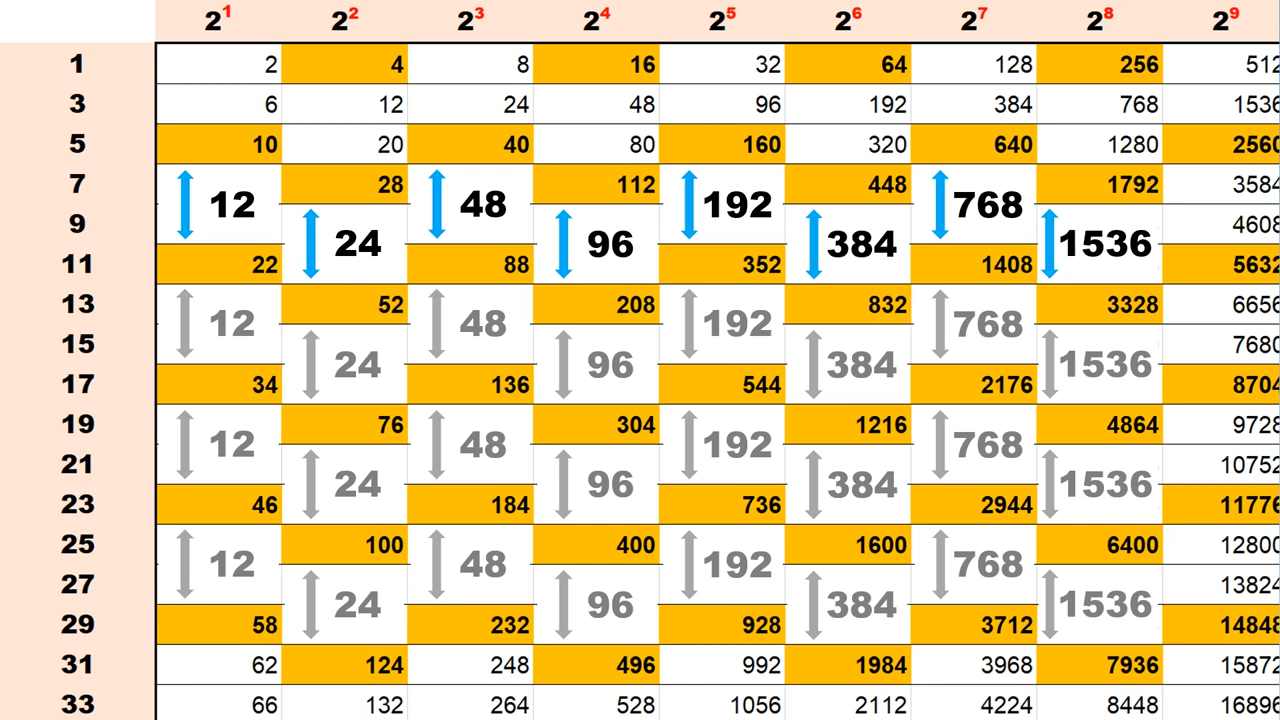 2¹ 2² 2³ 2⁴ 2⁵ 2⁶ 2⁷ 2⁸ 2⁹
1 2 4 8 16 32 64 128 256 512
3 6 12 24 48 96 192 384 768 1536
5 10 20 40 80 160 320 640 1280 2560
7 28 112 448 1792 3584
12 48 192 768
9 4608
24 96 384 1536
11 22 88 352 1408 5632
13 52 208 832 3328 6656
12 48 192 768
15 7680
24 96 384 1536
17 34 136 544 2176 8704
19 76 304 1216 4864 9728
12 48 192 768
21 10752
24 96 384 1536
23 46 184 736 2944 11776
25 100 400 1600 6400 12800
12 48 192 768
27 13824
24 96 384 1536
29 58 232 928 3712 14848
31 62 124 248 496 992 1984 3968 7936 15872
33 66 132 264 528 1056 2112 4224 8448 16896